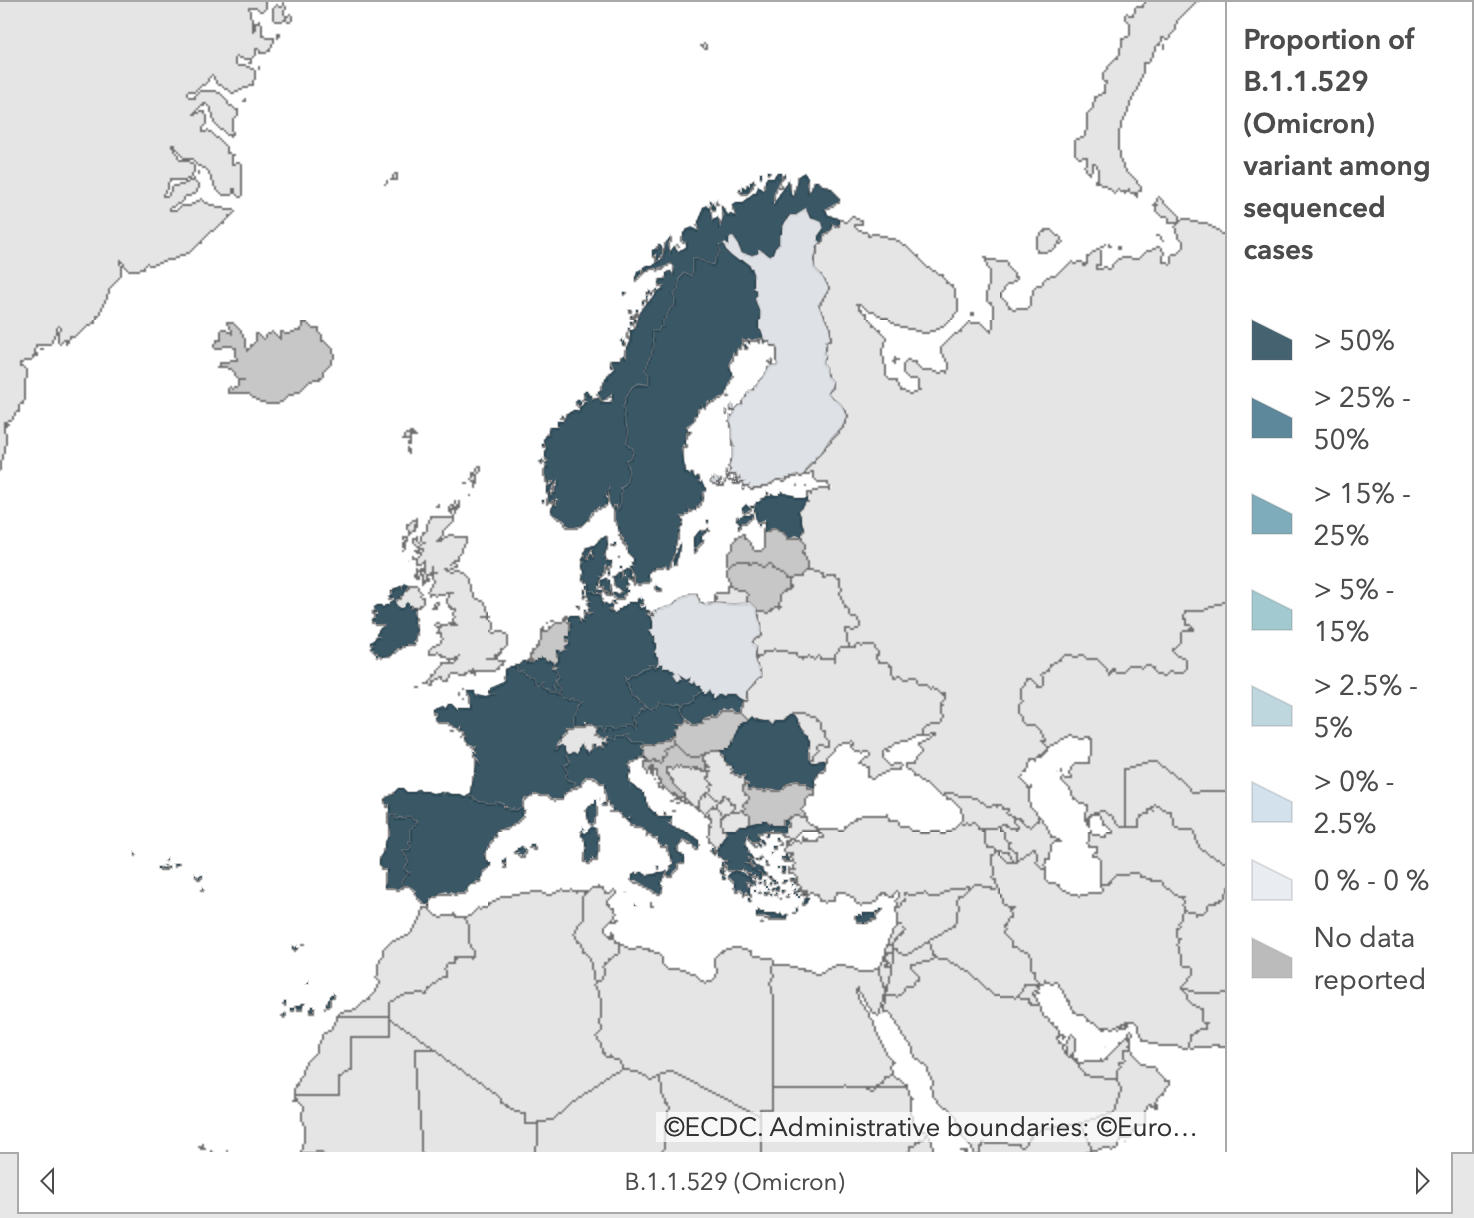 Proportion of
B.1.1.529
(Omicron)
variant among
sequenced
cases
> 50%
> 25% -
50%
> 15% -
25%
> 5% -
15%
> 2.5% -
5%
> 0% -
2.5%
0 % - 0 %
No data
reported
©ECDC. Administrative boundaries: ©Euro…
B.1.1.529 (Omicron)